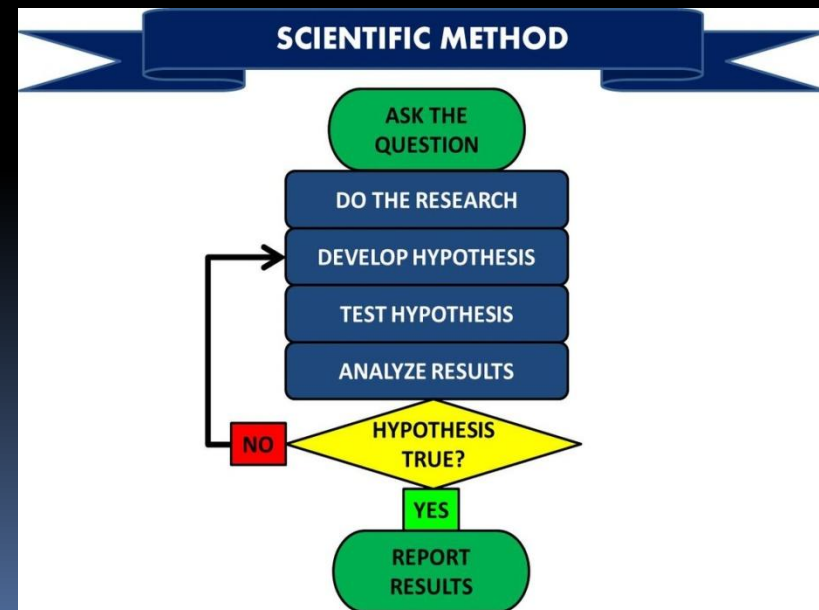 SCIENTIFIC METHOD
ASK THE
QUESTION
DO THE RESEARCH
DEVELOP HYPOTHESIS
TEST HYPOTHESIS
ANALYZE RESULTS
HYPOTHESIS
TRUE?
NO
YES
REPORT
RESULTS